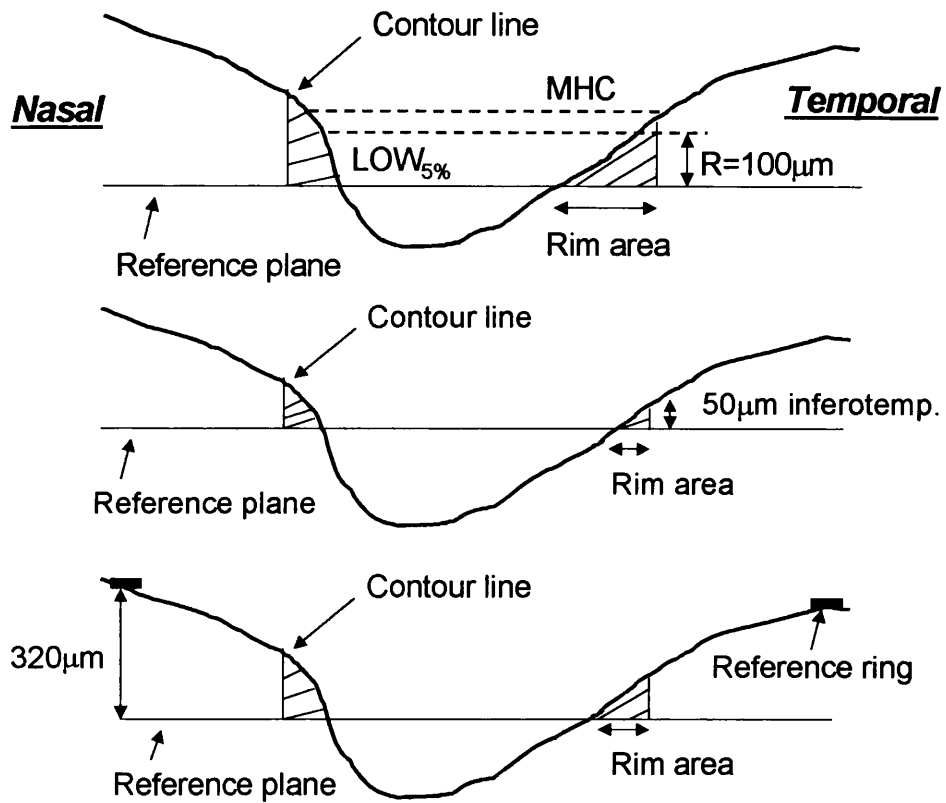 Contour line
MHC
Nasal
Temporal
LOW5%
R=100μm
Rim area
Reference plane
Contour line
50μm inferotemp.
Rim area
Reference plane
Contour line
320μm
Reference ring
Rim area
Reference plane